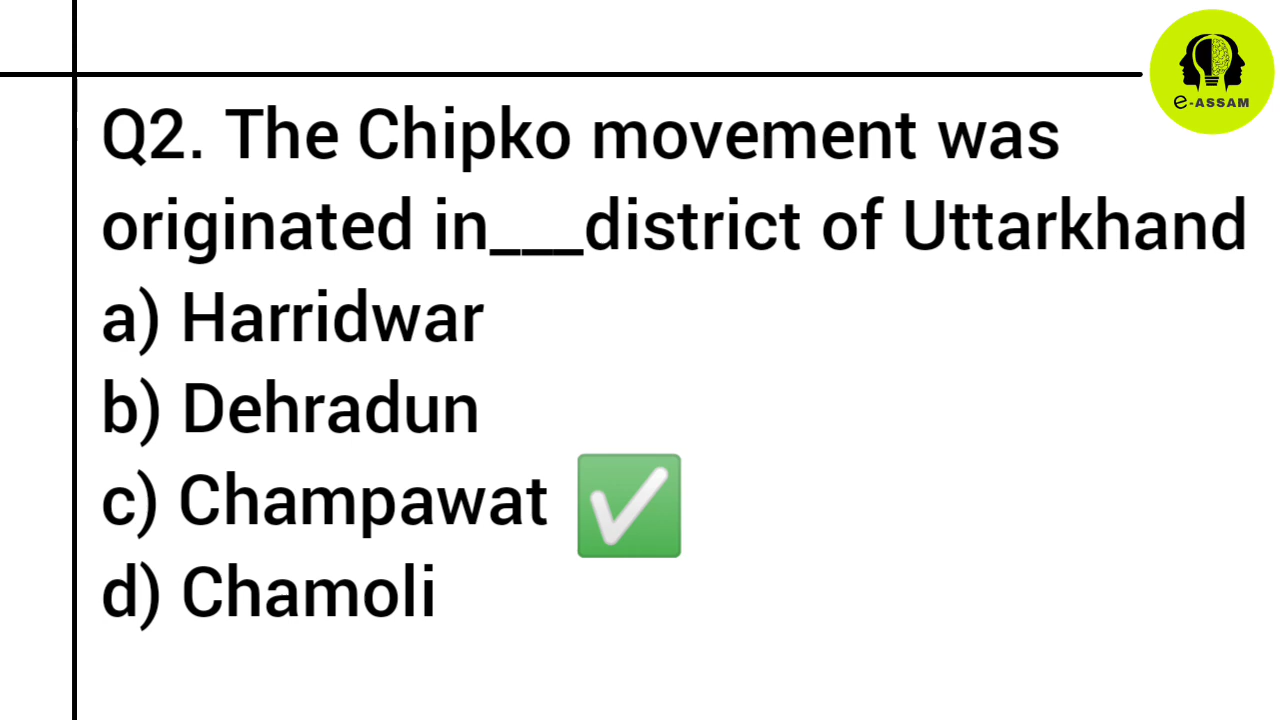 e-ASSAM
Q2. The Chipko movement was
originated in___district of Uttarkhand
a) Harridwar
b) Dehradun
c) Champawat ✅
d) Chamoli